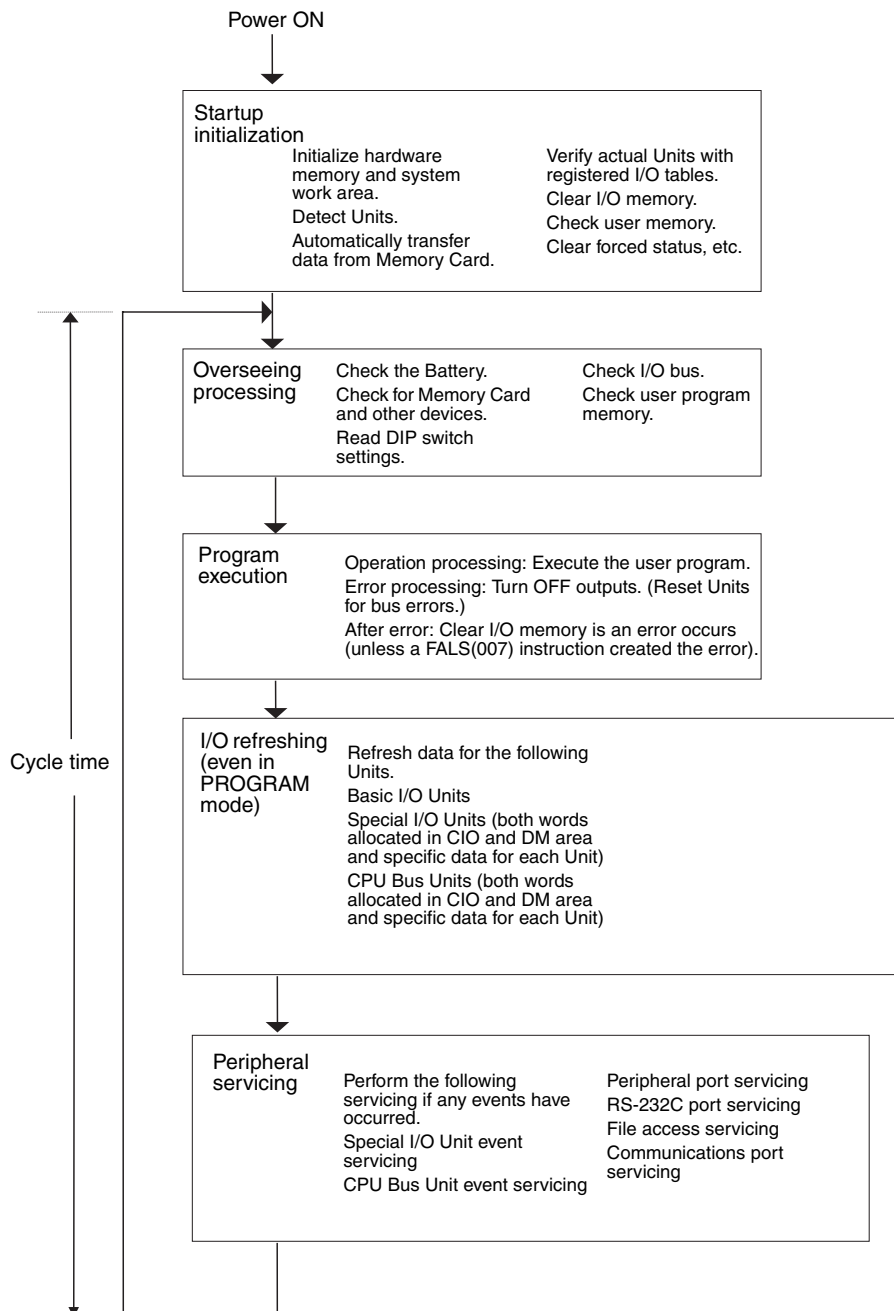 Power ON
Startup
initialization
Initialize hardware
memory and system
work area.
Detect Units.
Automatically transfer
data from Memory Card.
Verify actual Units with
registered I/O tables.
Clear I/O memory.
Check user memory.
Clear forced status, etc.
Overseeing
processing
Check the Battery.
Check for Memory Card
and other devices.
Read DIP switch
settings.
Check I/O bus.
Check user program
memory.
Program
execution
Operation processing: Execute the user program.
Error processing: Turn OFF outputs. (Reset Units
for bus errors.)
After error: Clear I/O memory is an error occurs
(unless a FALS(007) instruction created the error).
Cycle time
I/O refreshing
(even in
PROGRAM
mode)
Refresh data for the following
Units.
Basic I/O Units
Special I/O Units (both words
allocated in CIO and DM area
and specific data for each Unit)
CPU Bus Units (both words
allocated in CIO and DM area
and specific data for each Unit)
Peripheral
servicing
Perform the following
servicing if any events have
occurred.
Special I/O Unit event
servicing
CPU Bus Unit event servicing
Peripheral port servicing
RS-232C port servicing
File access servicing
Communications port
servicing